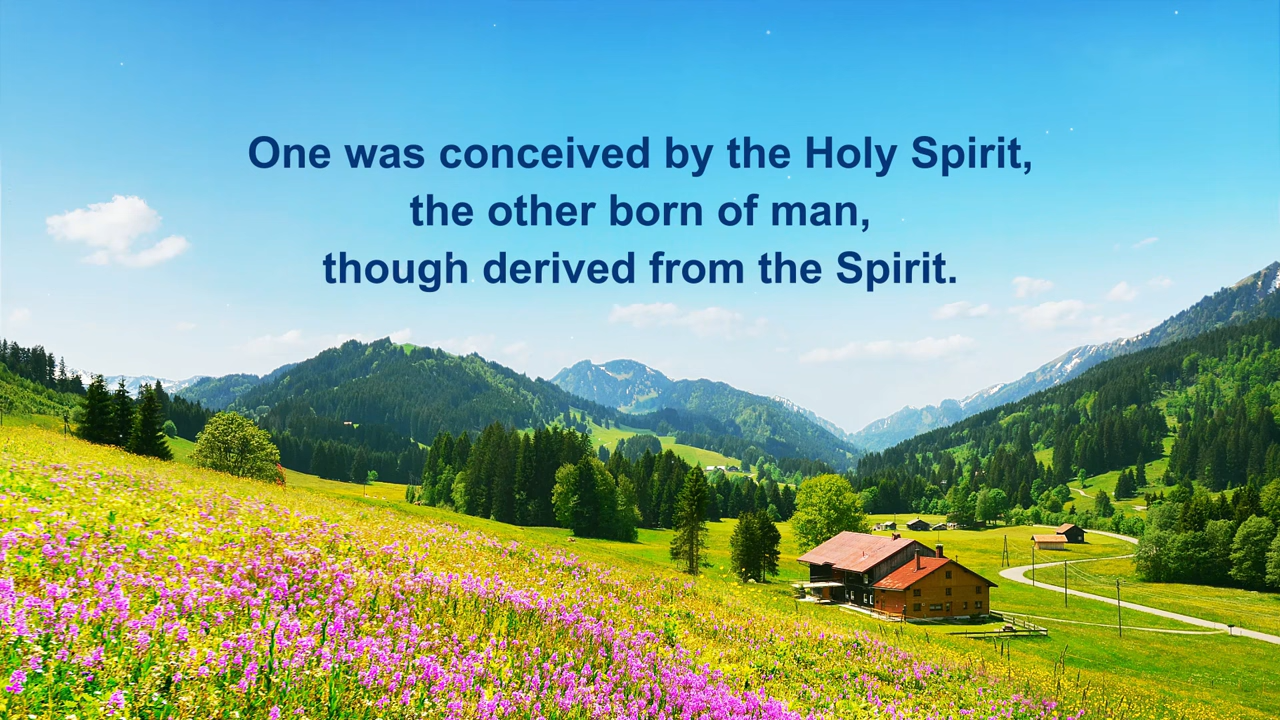 One was conceived by the Holy Spirit,
the other born of man,
though derived from the Spirit.